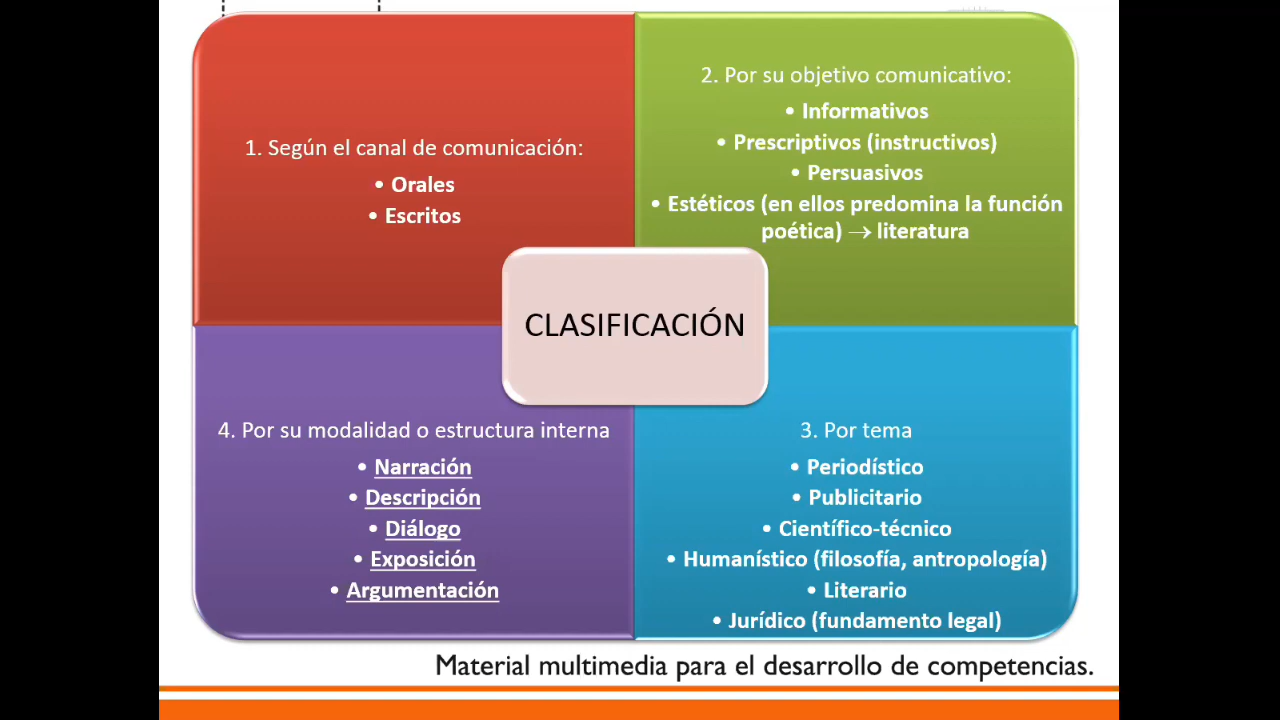 1. Según el canal de comunicación:
• Orales
• Escritos
2. Por su objetivo comunicativo:
• Informativos
• Prescriptivos (instructivos)
• Persuasivos
• Estéticos (en ellos predomina la función
poética) → literatura
CLASIFICACIÓN
4. Por su modalidad o estructura interna
• Narración
• Descripción
• Diálogo
• Exposición
• Argumentación
3. Por tema
• Periodístico
• Publicitario
• Científico-técnico
• Humanístico (filosofía, antropología)
• Literario
• Jurídico (fundamento legal)
Material multimedia para el desarrollo de competencias.